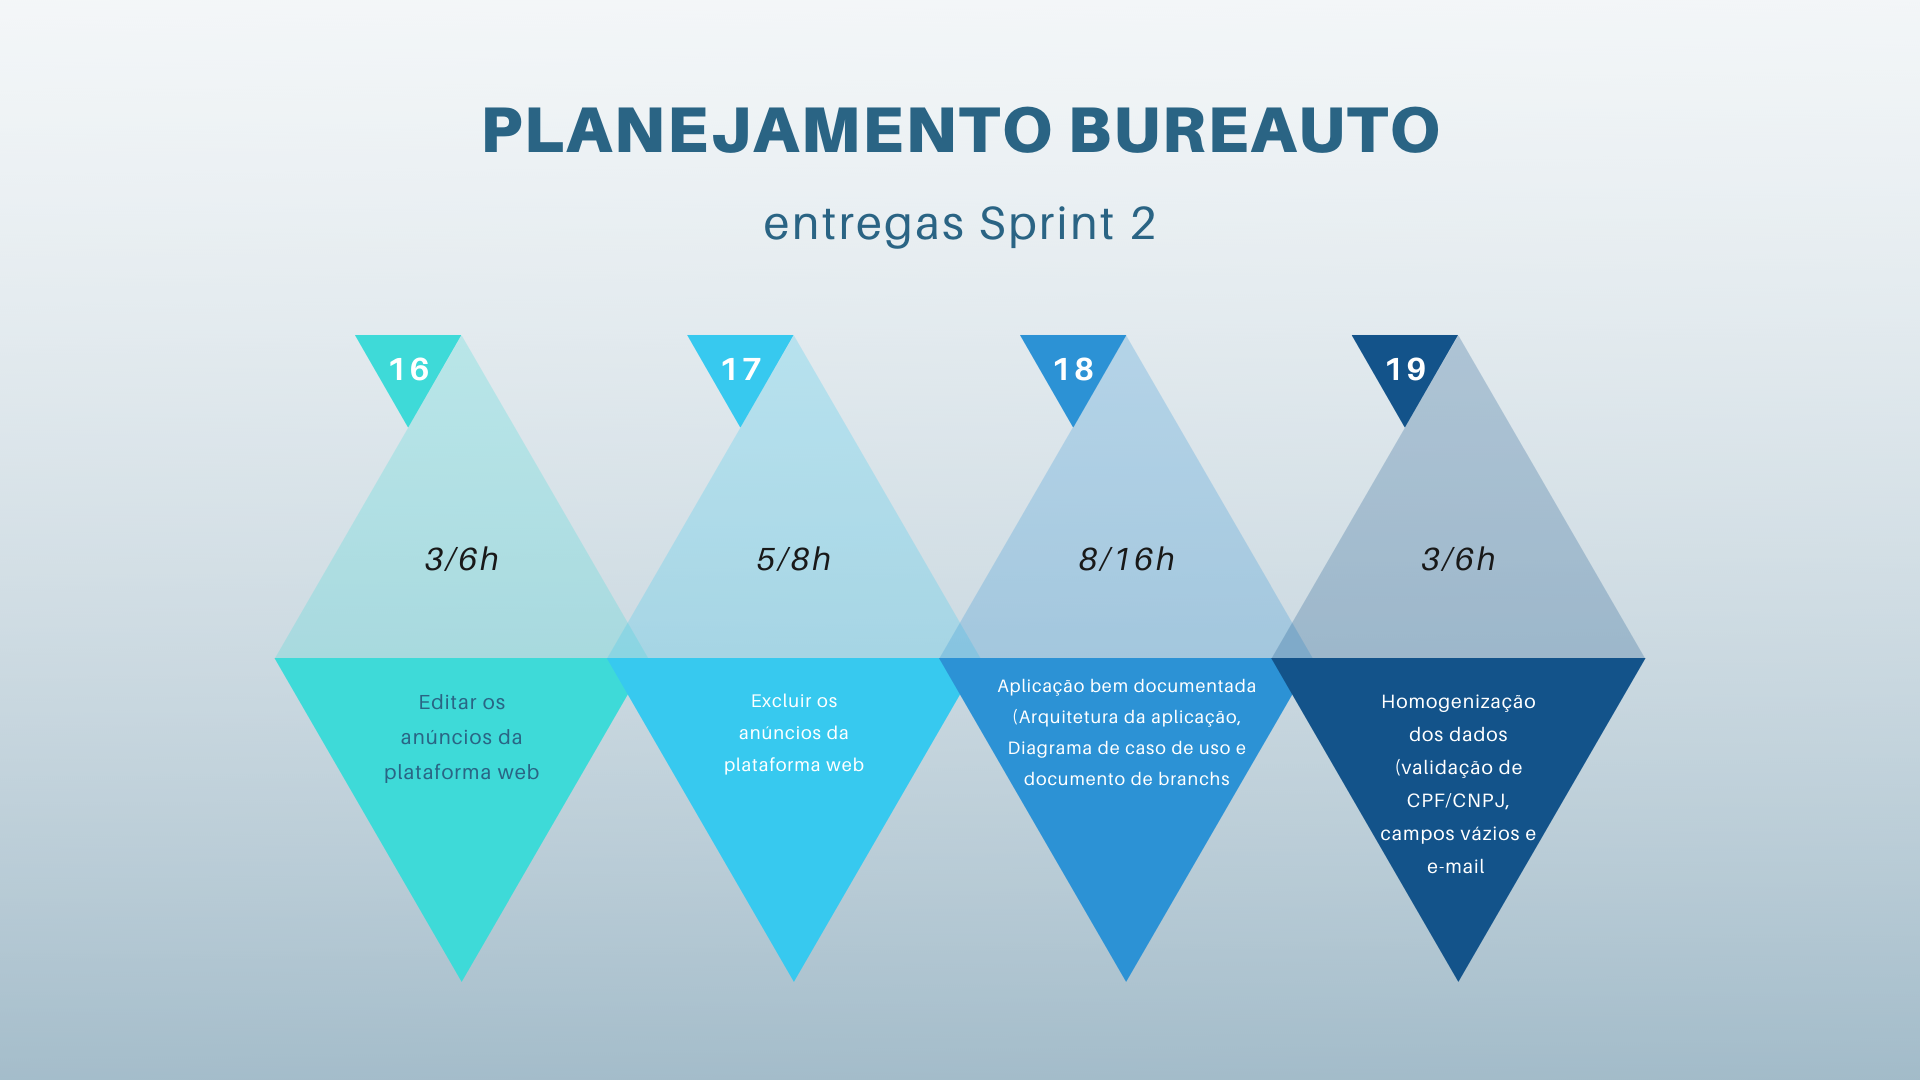 PLANEJAMENTO BUREAUTO
entregas Sprint 2
16
3/6h
Editar os
anúncios da
plataforma web
17
5/8h
Excluir os
anúncios da
plataforma web
18
8/16h
Aplicação bem documentada
(Arquitetura da aplicação,
Diagrama de caso de uso e
documento de branchs
19
3/6h
Homogenização
dos dados
(validação de
CPF/CNPJ,
campos vázios e
e-mail